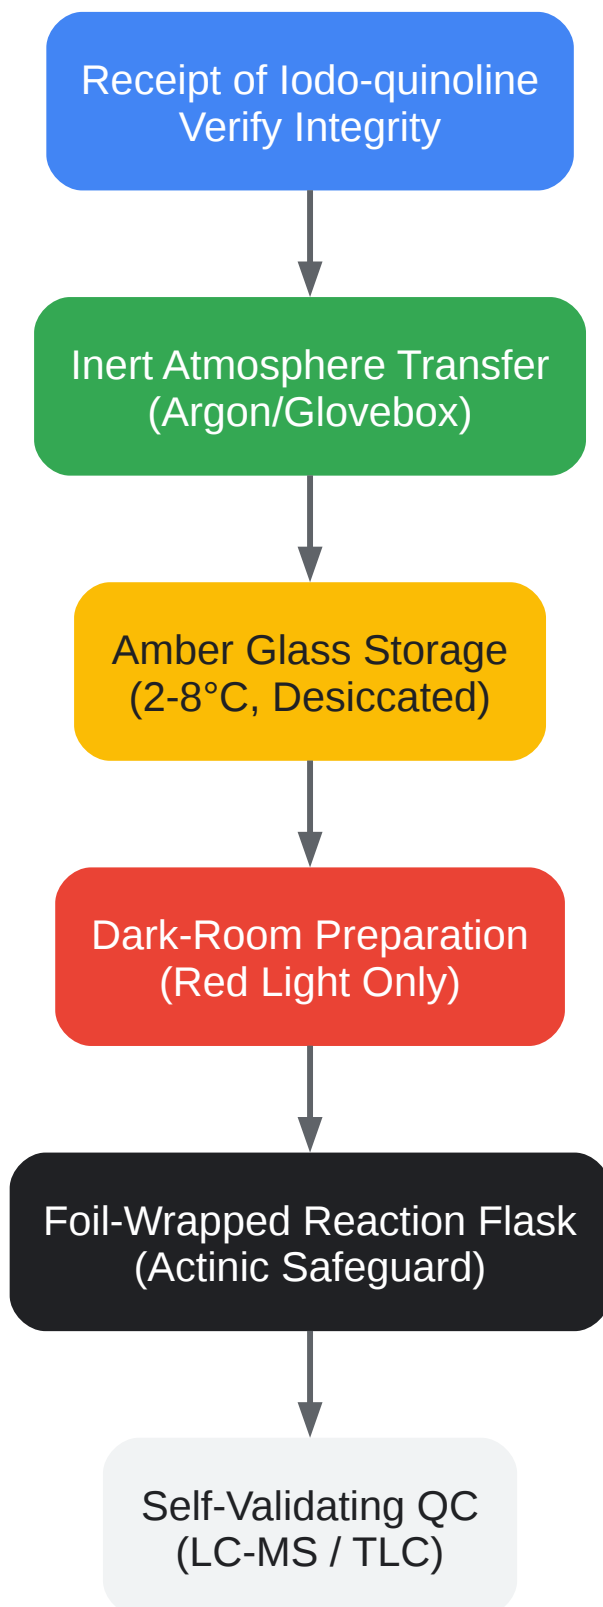 Receipt of Iodo-quinoline
Verify Integrity
Inert Atmosphere Transfer
(Argon/Glovebox)
Amber Glass Storage
(2-8°C, Desiccated)
Dark-Room Preparation
(Red Light Only)
Foil-Wrapped Reaction Flask
(Actinic Safeguard)
Self-Validating QC
(LC-MS / TLC)